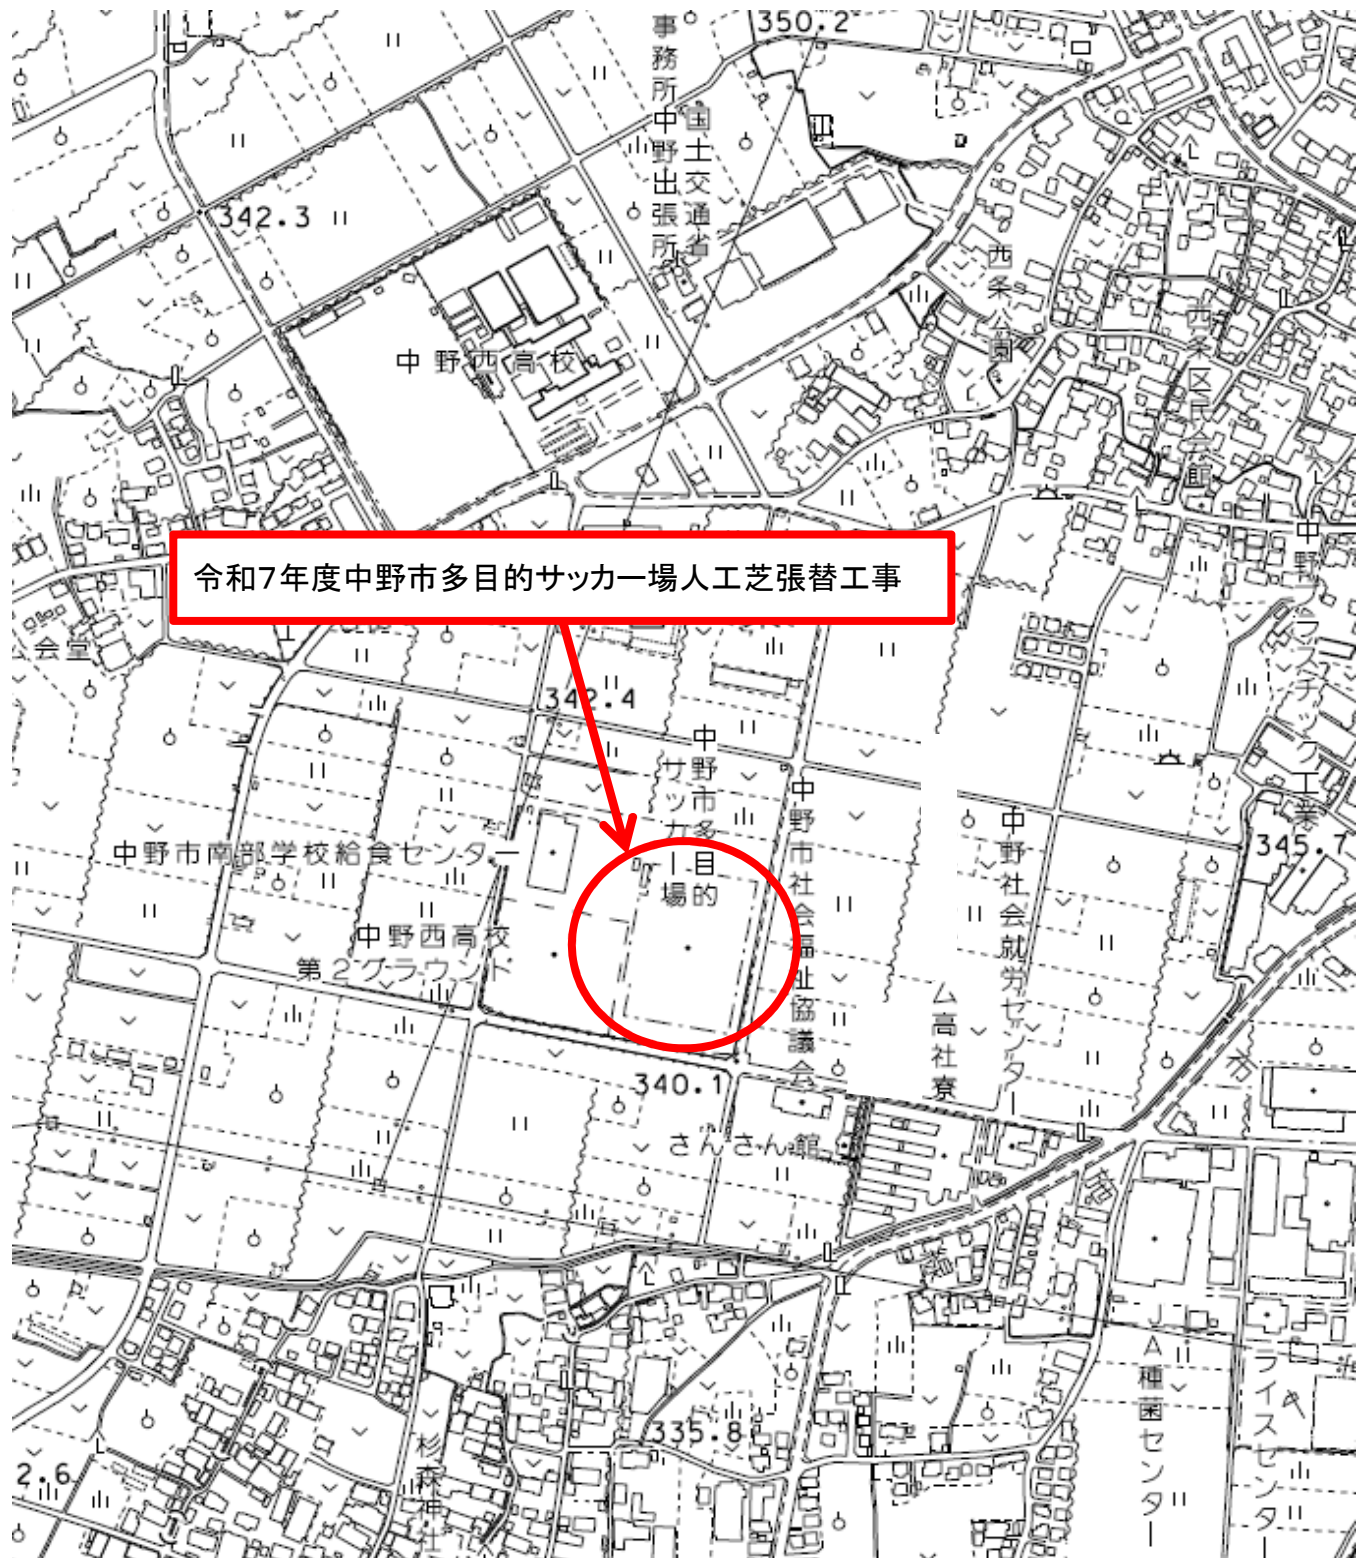 350.2
事務所中野出張所
国土交通省
342.3
西条公園
西条区民会館
中野西高校
令和7年度中野市多目的サッカー場人工芝張替工事
中野プラスチック工業
会堂
342.4
中野市多目的
サッカー場
中野市社会福祉協議会
中野社会就労センター
345.7
中野市南部学校給食センター
中野西高校
第2グラウンド
ム高社寮
340.1
さんさん館
JA種菌センター
ライスセンター
335.8
杉森神社
2.6